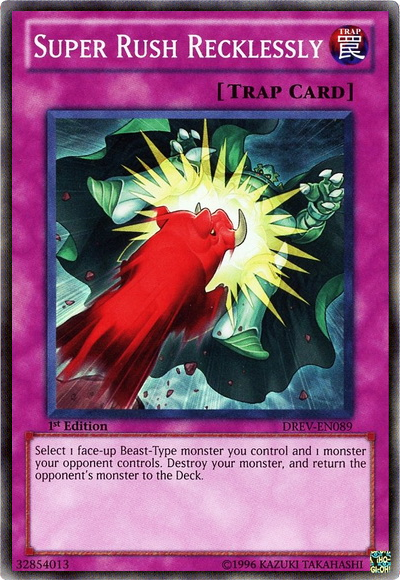 SUPER RUSH RECKLESSLY
TRAP
罠
[TRAP CARD]
1st Edition
DREV-EN089
Select 1 face-up Beast-Type monster you control and 1 monster
your opponent controls. Destroy your monster, and return the
opponent's monster to the Deck.
32854013
©1996 KAZUKI TAKAHASHI